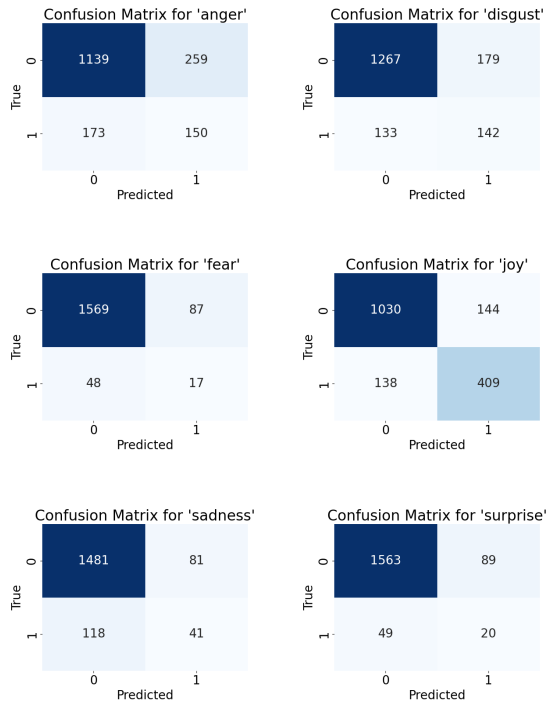 Confusion Matrix for 'anger'
True
0
1139
259
1
173
150
0
1
Predicted
Confusion Matrix for 'disgust'
True
0
1267
179
1
133
142
0
1
Predicted
Confusion Matrix for 'fear'
True
0
1569
87
1
48
17
0
1
Predicted
Confusion Matrix for 'joy'
True
0
1030
144
1
138
409
0
1
Predicted
Confusion Matrix for 'sadness'
True
0
1481
81
1
118
41
0
1
Predicted
Confusion Matrix for 'surprise'
True
0
1563
89
1
49
20
0
1
Predicted